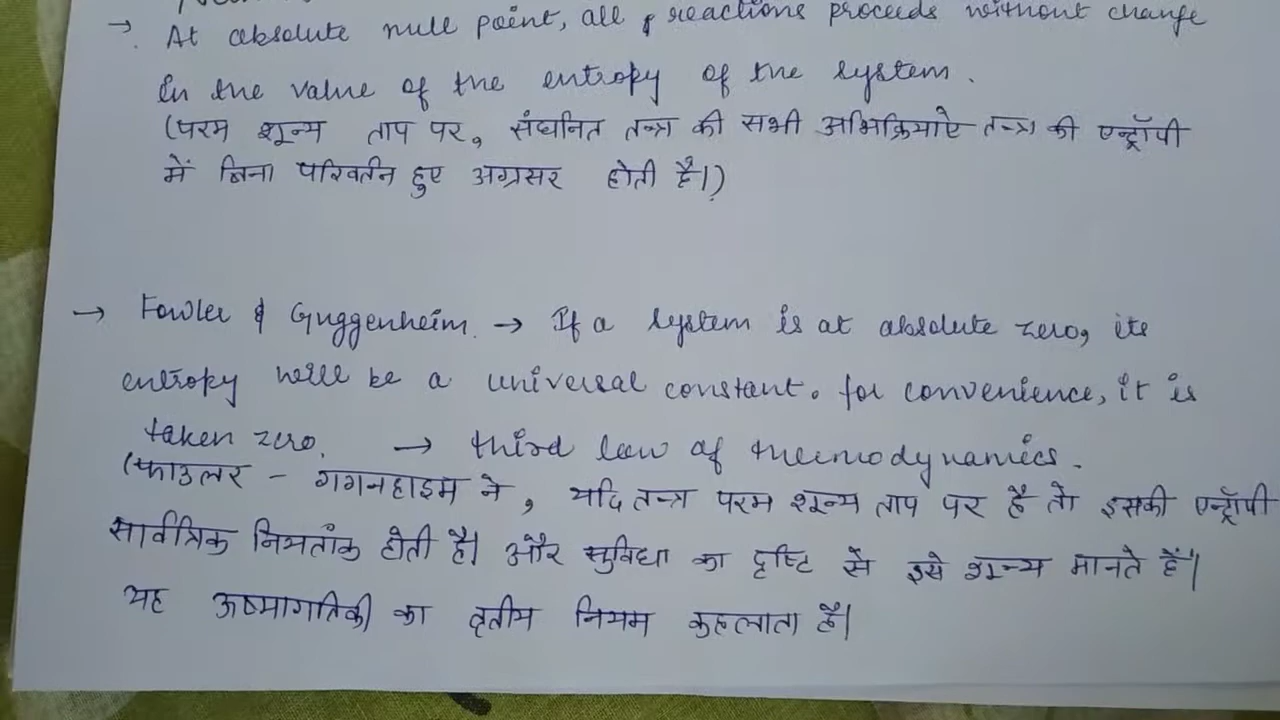 → At absolute null point, all reactions proceeds without change
in the value of the entropy of the system.
(परम शून्य ताप पर, संघनित तन्त्र की सभी अभिक्रियाऐ तन्त्र की एन्ट्रॉपी
में बिना परिवर्तन हुए अग्रसर होती है।)
→ Fowler & Guggenheim. → If a system is at absolute zero, its
entropy will be a universal constant. for convenience, it is
taken zero. → third law of thermodynamics.
(फाउलर - गगनहाइम ने, यदि तन्त्र परम शून्य ताप पर है तो इसकी एन्ट्रॉपी
सार्वत्रिक नियतांक होती है। और सुविधा का दृष्टि से इसे शून्य मानते हैं।
यह ऊष्मागतिकी का तृतीय नियम कहलाता है।